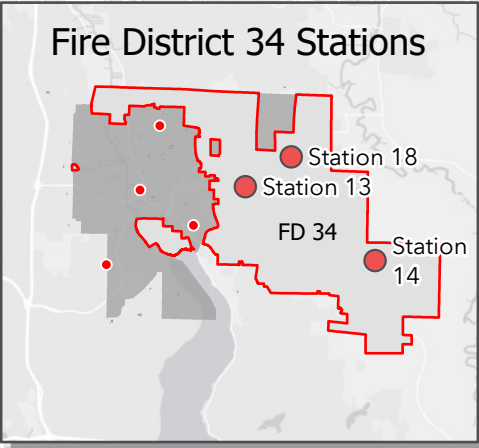 Fire District 34 Stations
Station 18
Station 13
FD 34
Station
14